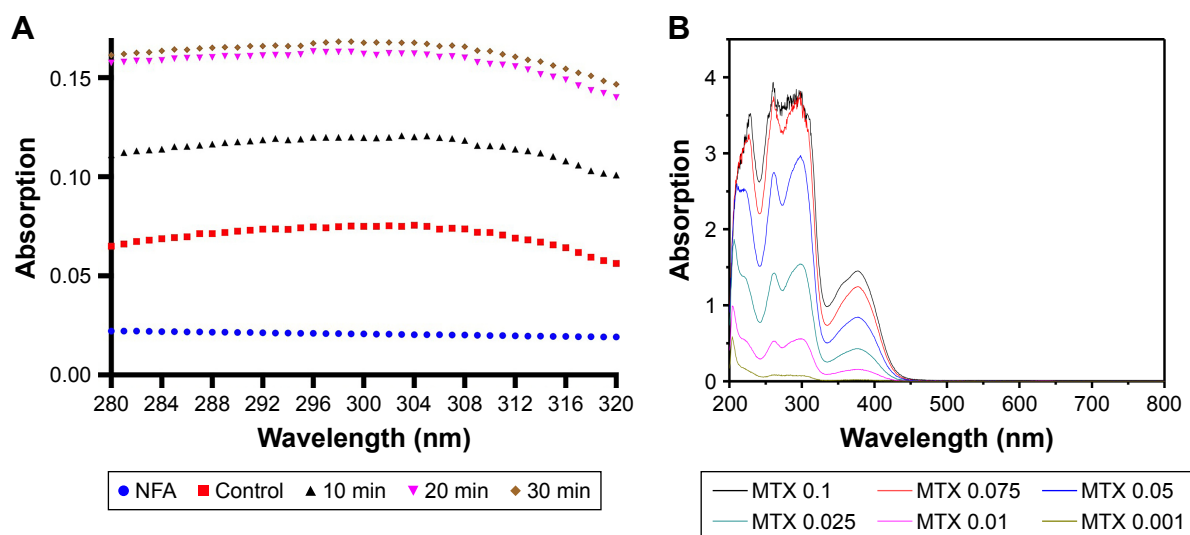 A
Absorption
0.15
0.10
0.05
0.00
280 284 288 292 296 300 304 308 312 316 320
Wavelength (nm)
NFA Control 10 min 20 min 30 min
B
Absorption
4
3
2
1
0
200 300 400 500 600 700 800
Wavelength (nm)
MTX 0.1 MTX 0.075 MTX 0.05
MTX 0.025 MTX 0.01 MTX 0.001